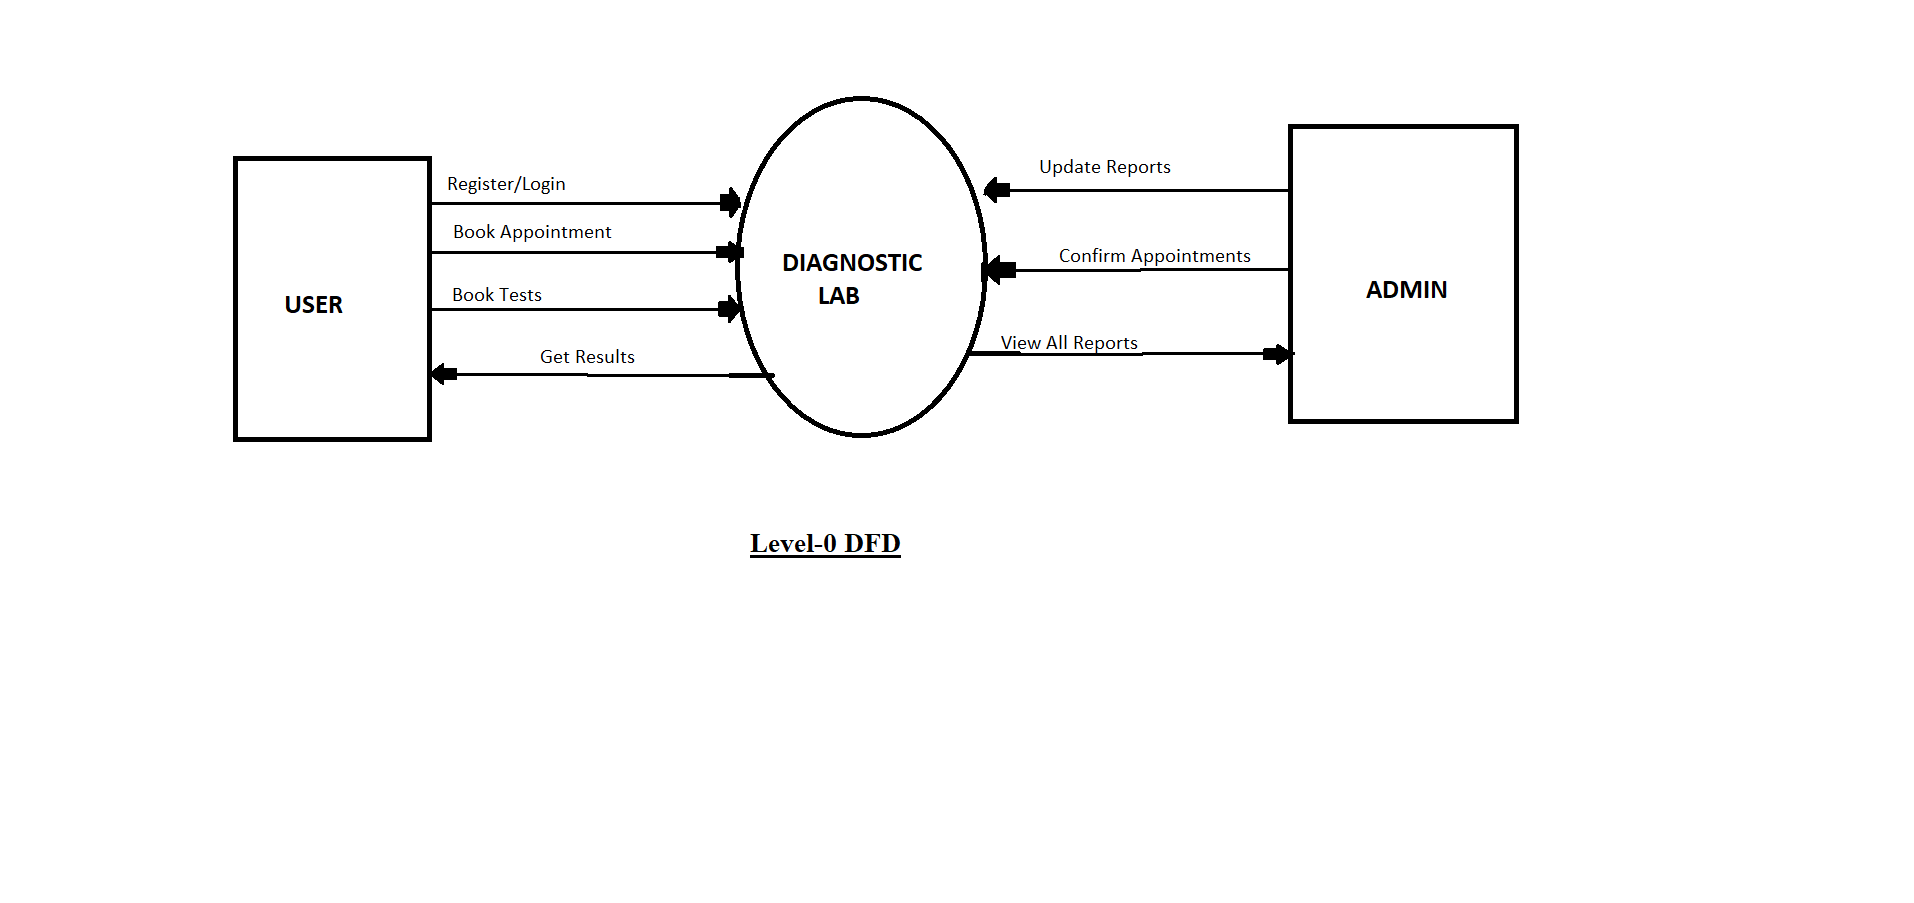 Register/Login
Book Appointment
Book Tests
Get Results
USER
DIAGNOSTIC
LAB
Update Reports
Confirm Appointments
View All Reports
ADMIN
Level-0 DFD